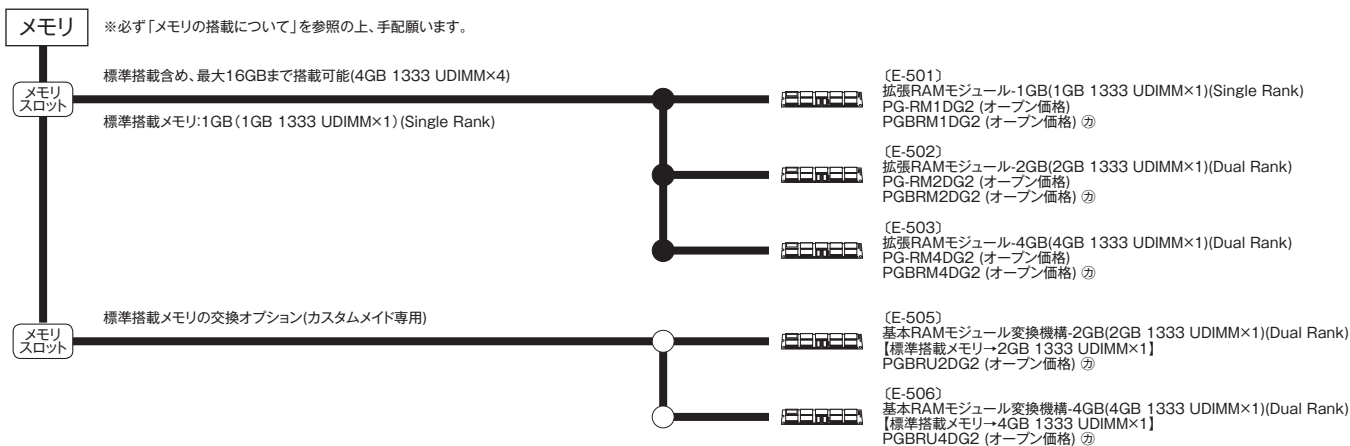 メモリ
※必ず「メモリの搭載について」を参照の上、手配願います。
メモリ
スロット
標準搭載含め、最大16GBまで搭載可能(4GB 1333 UDIMM×4)
標準搭載メモリ:1GB(1GB 1333 UDIMM×1)(Single Rank)
〔E-501〕
拡張RAMモジュール-1GB(1GB 1333 UDIMM×1)(Single Rank)
PG-RM1DG2 (オープン価格)
PGBRM1DG2 (オープン価格) ㋕
〔E-502〕
拡張RAMモジュール-2GB(2GB 1333 UDIMM×1)(Dual Rank)
PG-RM2DG2 (オープン価格)
PGBRM2DG2 (オープン価格) ㋕
〔E-503〕
拡張RAMモジュール-4GB(4GB 1333 UDIMM×1)(Dual Rank)
PG-RM4DG2 (オープン価格)
PGBRM4DG2 (オープン価格) ㋕
メモリ
スロット
標準搭載メモリの交換オプション(カスタムメイド専用)
〔E-505〕
基本RAMモジュール変換機構-2GB(2GB 1333 UDIMM×1)(Dual Rank)
【標準搭載メモリ→2GB 1333 UDIMM×1】
PGBRU2DG2 (オープン価格) ㋕
〔E-506〕
基本RAMモジュール変換機構-4GB(4GB 1333 UDIMM×1)(Dual Rank)
【標準搭載メモリ→4GB 1333 UDIMM×1】
PGBRU4DG2 (オープン価格) ㋕